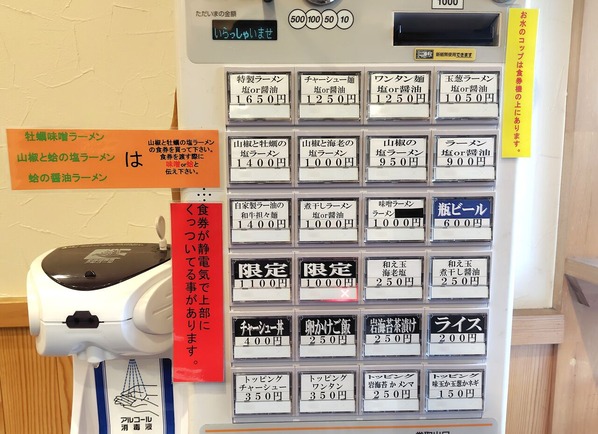 ただいまの金額
いらっしゃいませ
500 100 50 10
1000
お水のコップは食券機の上にあります。
特製ラーメン
塩or醤油
1650円
チャーシュー麺
塩or醤油
1250円
ワンタン麺
塩or醤油
1250円
玉葱ラーメン
塩or醤油
1050円
牡蠣味噌ラーメン
山椒と蛤の塩ラーメン
蛤の醤油ラーメン
は
山椒と牡蠣の塩ラーメン
の食券を買って下さい。
食券を渡す際に
味噌or蛤と
伝え下さい。
山椒と牡蠣の
塩ラーメン
1400円
山椒と海老の
塩ラーメン
1000円
山椒の
塩ラーメン
950円
ラーメン
塩or醤油
900円
…食券が静電気で上部に
くっついてる事があります。
自家製ラー油の
和牛担々麺
1400円
煮干しラーメン
塩or醤油
1000円
味噌ラーメン
ラーメン
1000円
瓶ビール
600円
限定
1100円
限定
1000円
和え玉
海老塩
250円
和え玉
煮干し醤油
250円
チャーシュー丼
400円
卵かけご飯
250円
岩海苔茶漬け
250円
ライス
200円
トッピング
チャーシュー
350円
トッピング
ワンタン
350円
トッピング
岩海苔 か メンマ
250円
トッピング
味玉か玉葱かネギ
150円
アルコール
消毒液